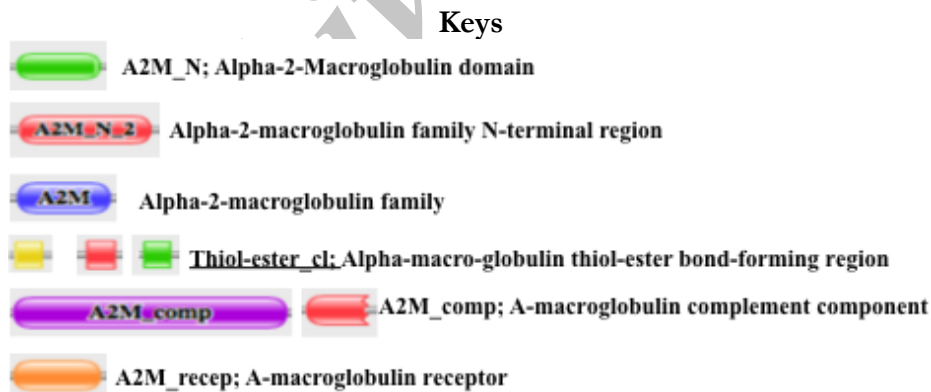 Keys
A2M_N; Alpha-2-Macroglobulin domain
A2M_N_2 Alpha-2-macroglobulin family N-terminal region
A2M Alpha-2-macroglobulin family
Thiol-ester_cl; Alpha-macro-globulin thiol-ester bond-forming region
A2M_comp A2M_comp; A-macroglobulin complement component
A2M_recep; A-macroglobulin receptor